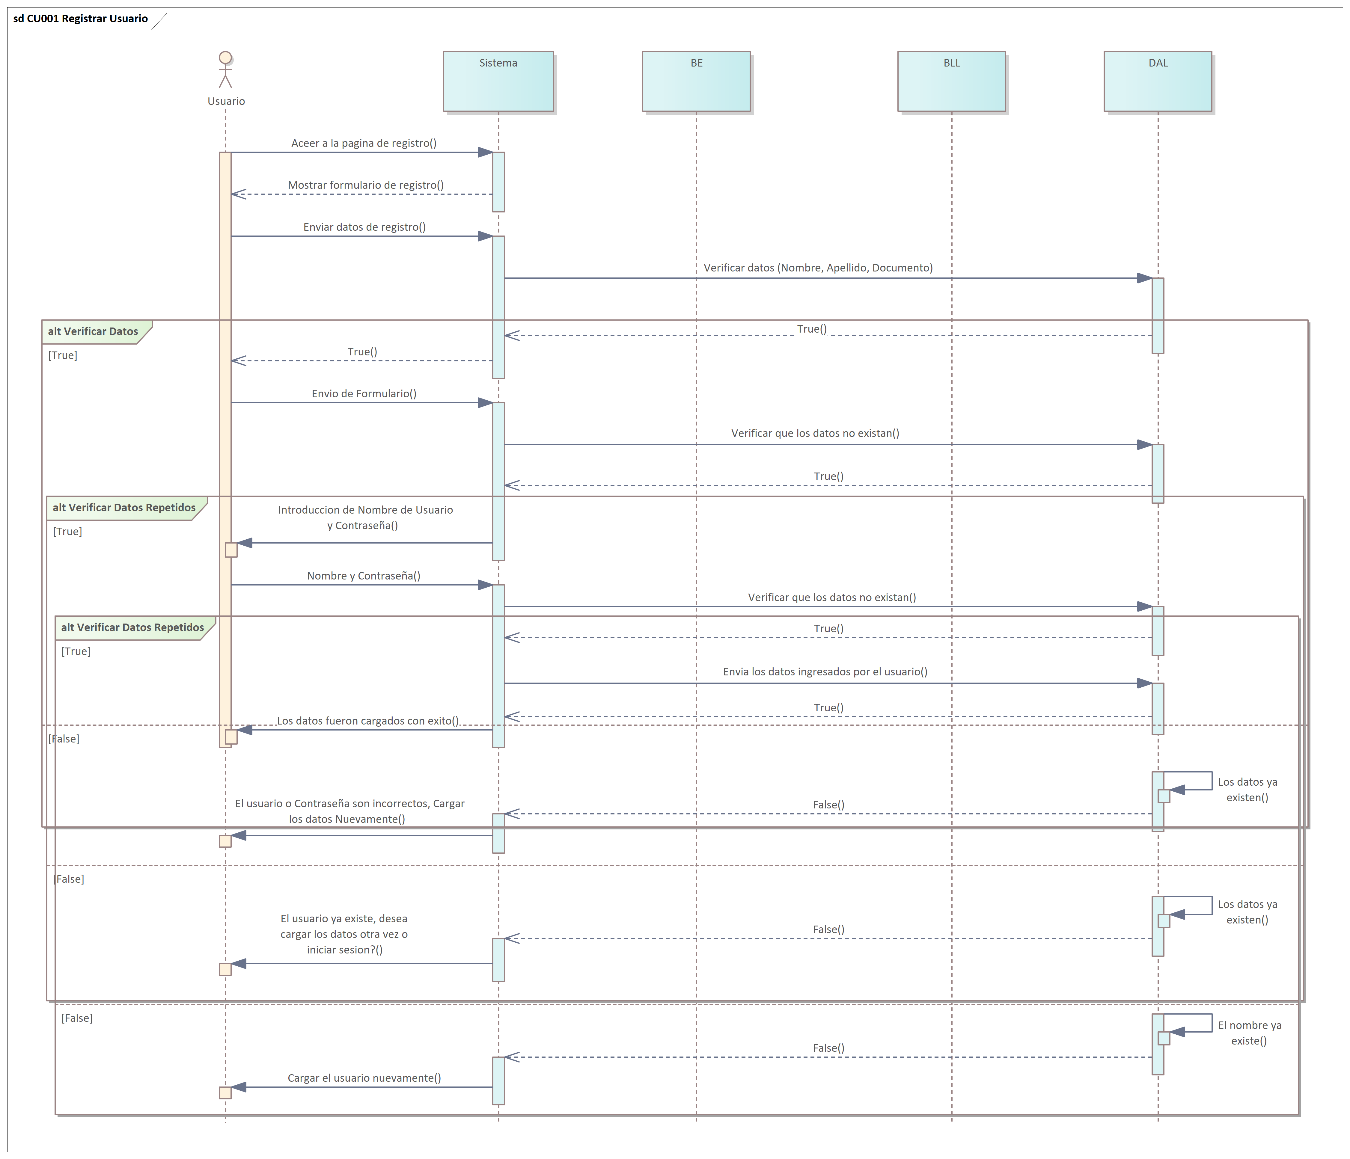 sd CU001 Registrar Usuario
Sistema
BE
BLL
DAL
Usuario
Aceer a la pagina de registro()
Mostrar formulario de registro()
Enviar datos de registro()
Verificar datos (Nombre, Apellido, Documento)
alt Verificar Datos
[True]
True()
True()
Envio de Formulario()
Verificar que los datos no existan()
True()
alt Verificar Datos Repetidos
[True]
Introduccion de Nombre de Usuario
y Contraseña()
Nombre y Contraseña()
Verificar que los datos no existan()
alt Verificar Datos Repetidos
[True]
True()
Envia los datos ingresados por el usuario()
True()
Los datos fueron cargados con exito()
[False]
Los datos ya
existen()
False()
El usuario o Contraseña son incorrectos, Cargar
los datos Nuevamente()
[False]
Los datos ya
existen()
False()
El usuario ya existe, desea
cargar los datos otra vez o
iniciar sesion?()
[False]
El nombre ya
existe()
False()
Cargar el usuario nuevamente()